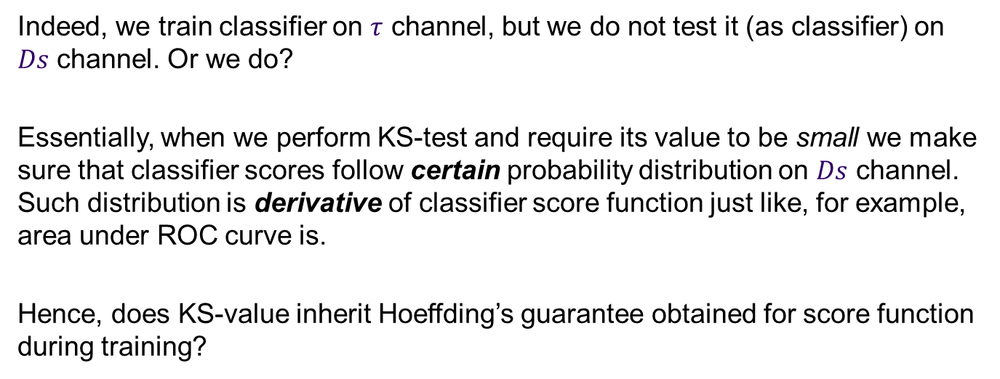 Indeed, we train classifier on τ channel, but we do not test it (as classifier) on
Ds channel. Or we do?
Essentially, when we perform KS-test and require its value to be small we make
sure that classifier scores follow certain probability distribution on Ds channel.
Such distribution is derivative of classifier score function just like, for example,
area under ROC curve is.
Hence, does KS-value inherit Hoeffding’s guarantee obtained for score function
during training?